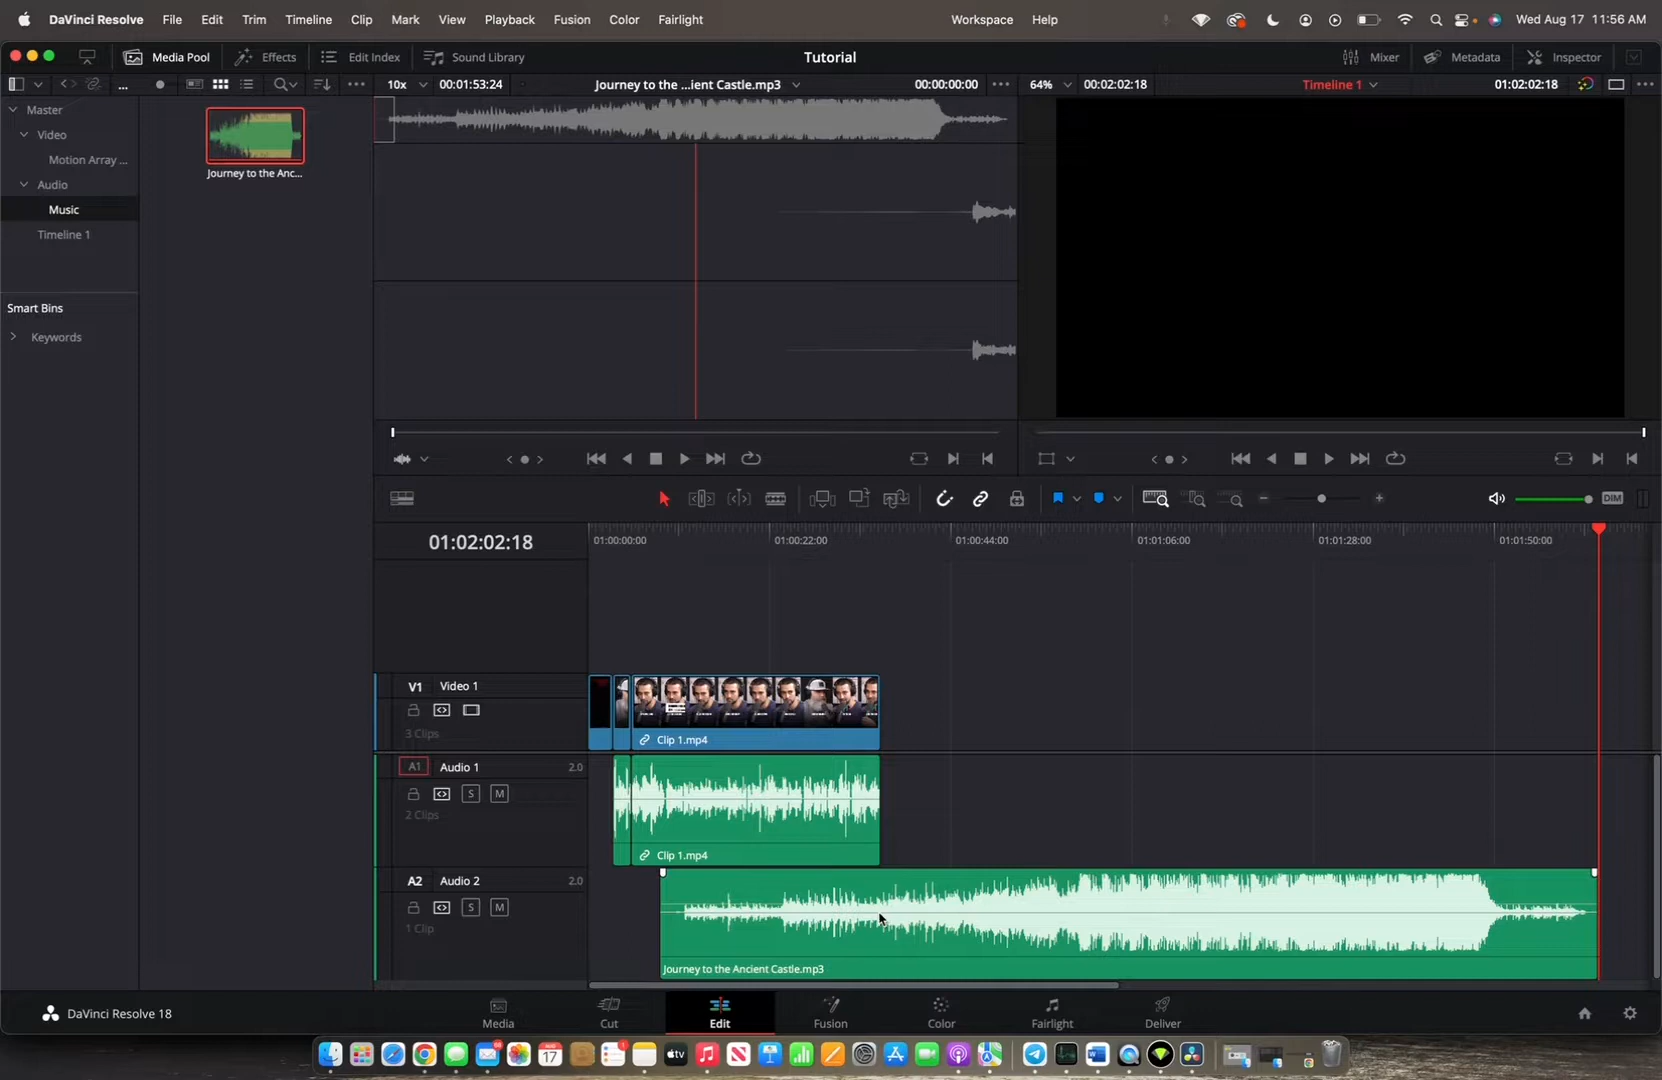 DaVinci Resolve File Edit Trim Timeline Clip Mark View Playback Fusion Color Fairlight Workspace Help Wed Aug 17 11:56 AM
Media Pool Effects Edit Index Sound Library Tutorial Mixer Metadata Inspector
... 10x 00:01:53:24 Journey to the ...ient Castle.mp3 00:00:00:00 64% 00:02:02:18 Timeline 1 01:02:02:18
Master
Video
Motion Array ...
Audio
Music
Timeline 1
Journey to the Anc...
Smart Bins
Keywords
DIM
01:02:02:18
01:00:00:00 01:00:22:00 01:00:44:00 01:01:06:00 01:01:28:00 01:01:50:00
V1 Video 1
3 Clips
Clip 1.mp4
A1 Audio 1 2.0
S M
2 Clips
Clip 1.mp4
A2 Audio 2 2.0
S M
1 Clip
Journey to the Ancient Castle.mp3
DaVinci Resolve 18
Media Cut Edit Fusion Color Fairlight Deliver
17
tv